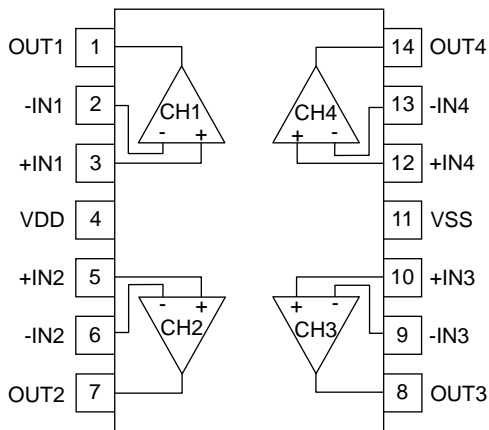 OUT1 1 14 OUT4
-IN1 2 CH1 CH4 13 -IN4
- + + -
+IN1 3 12 +IN4
VDD 4 11 VSS
+IN2 5 10 +IN3
- + + -
-IN2 6 CH2 CH3 9 -IN3
OUT2 7 8 OUT3